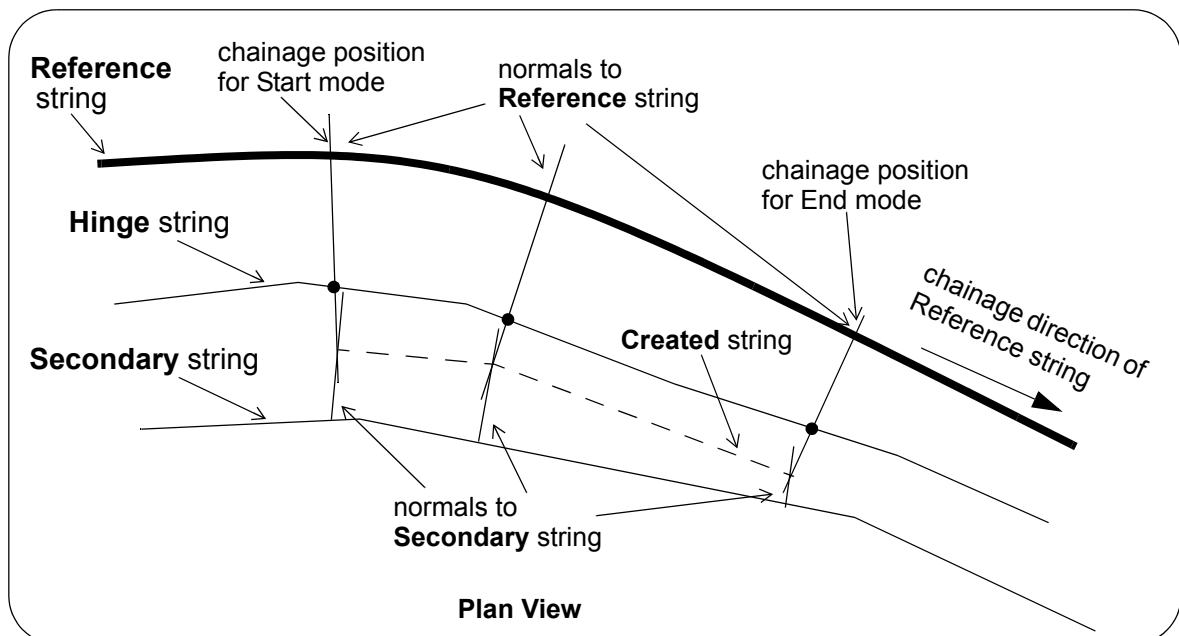 Reference
string
chainage position
for Start mode
normals to
Reference string
chainage position
for End mode
Hinge string
chainage direction of
Reference string
Created string
Secondary string
normals to
Secondary string
Plan View